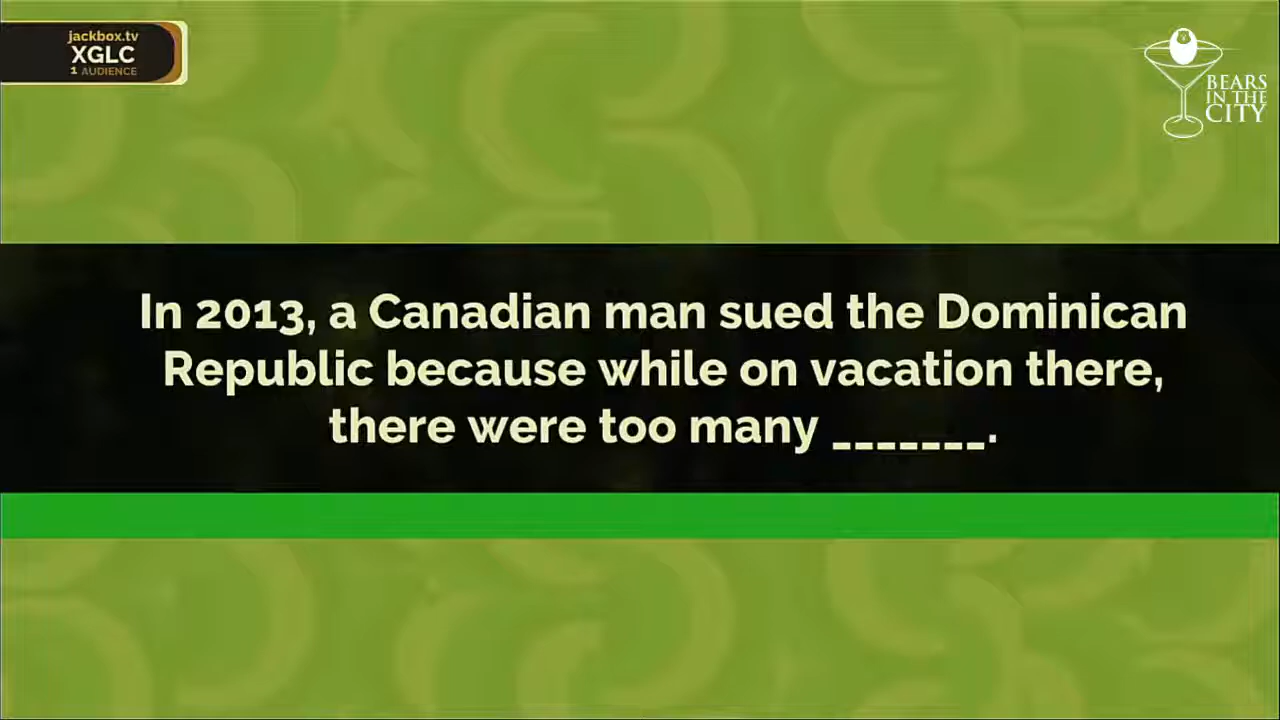 jackbox.tv
XGLC
1 AUDIENCE
BEARS
IN THE
CITY
In 2013, a Canadian man sued the Dominican
Republic because while on vacation there,
there were too many _______.